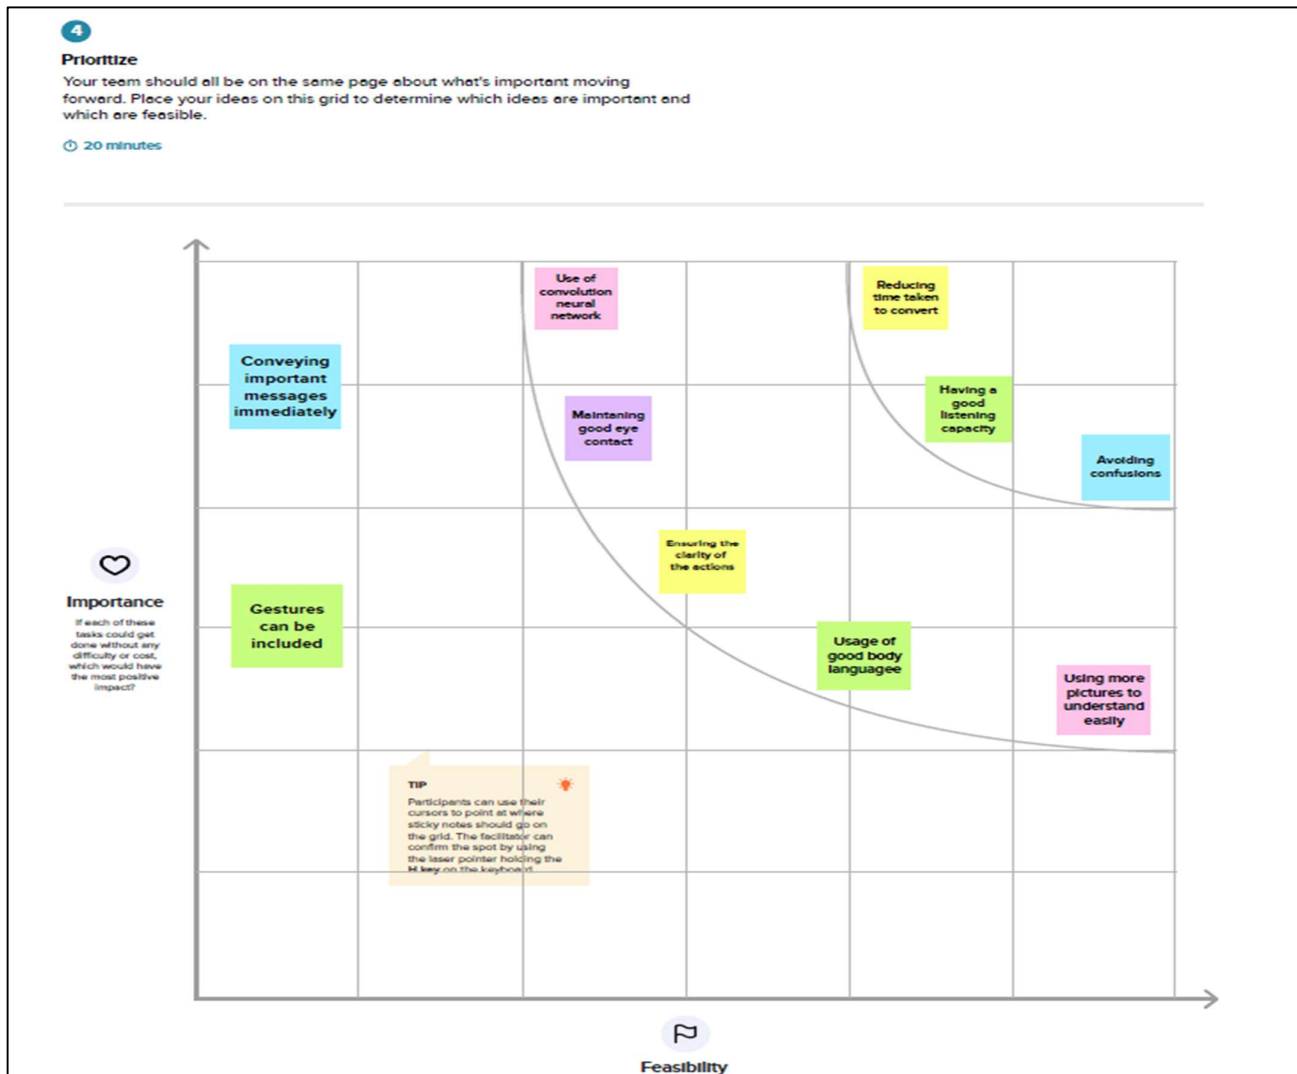 4
Prioritize
Your team should all be on the same page about what's important moving
forward. Place your ideas on this grid to determine which ideas are important and
which are feasible.
20 minutes
Use of
convolution
neural
network
Reducing
time taken
to convert
Conveying
important
messages
immediately
Having a
good
listening
capacity
Maintaning
good eye
contact
Avoiding
confusions
Ensuring the
clarity of
the actions
Importance
If each of these
tasks could get
done without any
difficulty or cost,
which would have
the most positive
impact?
Gestures
can be
included
Usage of
good body
languagee
Using more
pictures to
understand
easily
TIP
Participants can use their
cursors to point at where
sticky notes should go on
the grid. The facilitator can
confirm the spot by using
the laser pointer holding the
H key on the keyboard.
Feasibility